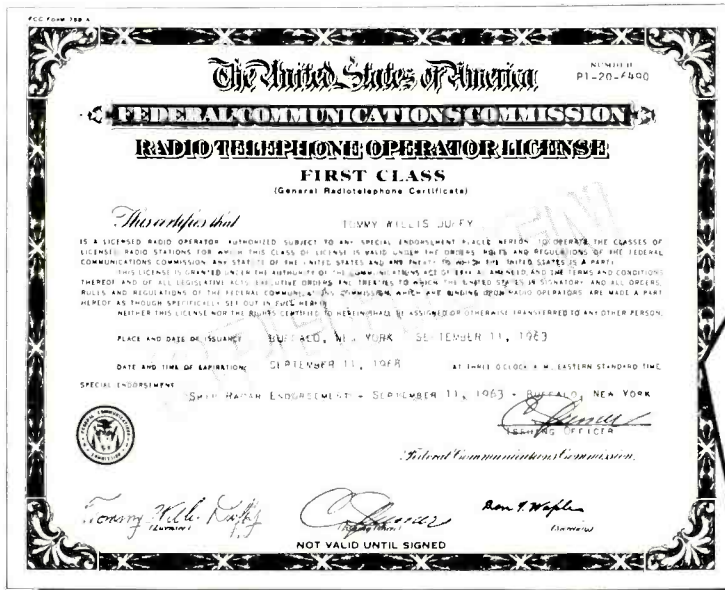 FCC FORM 758 A
The United States of America
NUMBER
P1-20-6490
FEDERAL COMMUNICATIONS COMMISSION
RADIO TELEPHONE OPERATOR LICENSE
FIRST CLASS
(General Radiotelephone Certificate)
This certifies that TOMMY WILLIS DUFFY
IS A LICENSED RADIO OPERATOR AUTHORIZED SUBJECT TO ANY SPECIAL ENDORSEMENT PLACED HEREON TO OPERATE THE CLASSES OF
LICENSED RADIO STATIONS FOR WHICH THIS CLASS OF LICENSE IS VALID UNDER THE ORDERS RULES AND REGULATIONS OF THE FEDERAL
COMMUNICATIONS COMMISSION ANY STATUTE OF THE UNITED STATES AND ANY TREATY TO WHICH THE UNITED STATES IS A PARTY
THIS LICENSE IS GRANTED UNDER THE AUTHORITY OF THE COMMUNICATIONS ACT OF AS AMENDED, AND THE TERMS AND CONDITIONS
THEREOF AND OF ALL LEGISLATIVE ACTS EXECUTIVE ORDERS AND TREATIES TO WHICH THE UNITED STATES IS SIGNATORY AND ALL ORDERS,
RULES AND REGULATIONS OF THE FEDERAL COMMUNICATIONS COMMISSION, WHICH ARE BINDING UPON RADIO OPERATORS ARE MADE A PART
HEREOF AS THOUGH SPECIFICALLY SET OUT IN FULL HEREIN
NEITHER THIS LICENSE NOR THE RIGHTS CERTIFIED TO HEREIN SHALL BE ASSIGNED OR OTHERWISE TRANSFERRED TO ANY OTHER PERSON
PLACE AND DATE OF ISSUANCE BUFFALO, NEW YORK SEPTEMBER 11, 1963
DATE AND TIME OF EXPIRATION SEPTEMBER 11, 1968 AT THREE O'CLOCK A.M. EASTERN STANDARD TIME
SPECIAL ENDORSEMENT
SHIP RADAR ENDORSEMENT - SEPTEMBER 11, 1963 - BUFFALO, NEW YORK
ISSUING OFFICER
Federal Communications Commission
Tommy Willis Duffy
NOT VALID UNTIL SIGNED